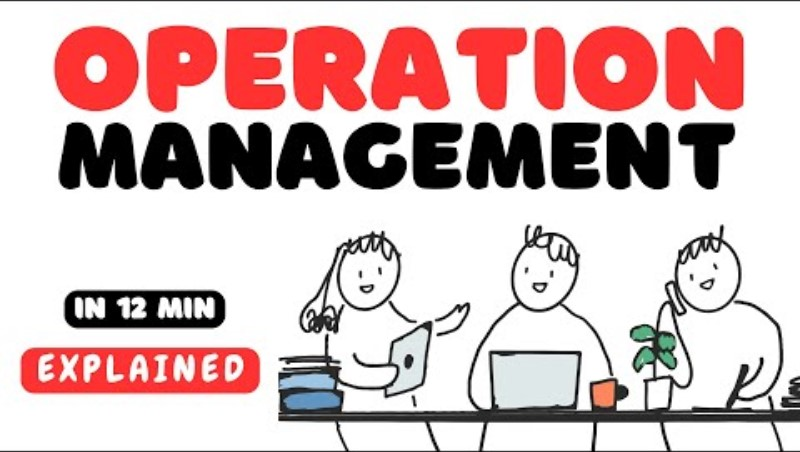 OPERATION
MANAGEMENT
IN 12 MIN
EXPLAINED